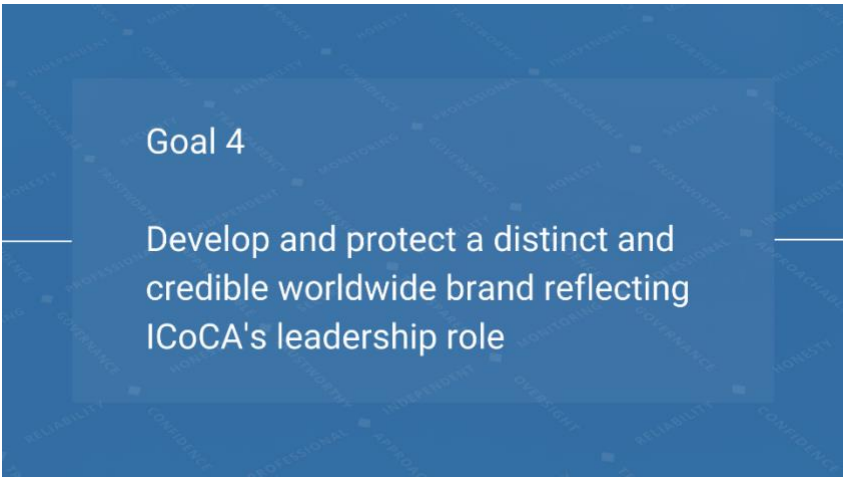 Goal 4
Develop and protect a distinct and
credible worldwide brand reflecting
ICoCA's leadership role